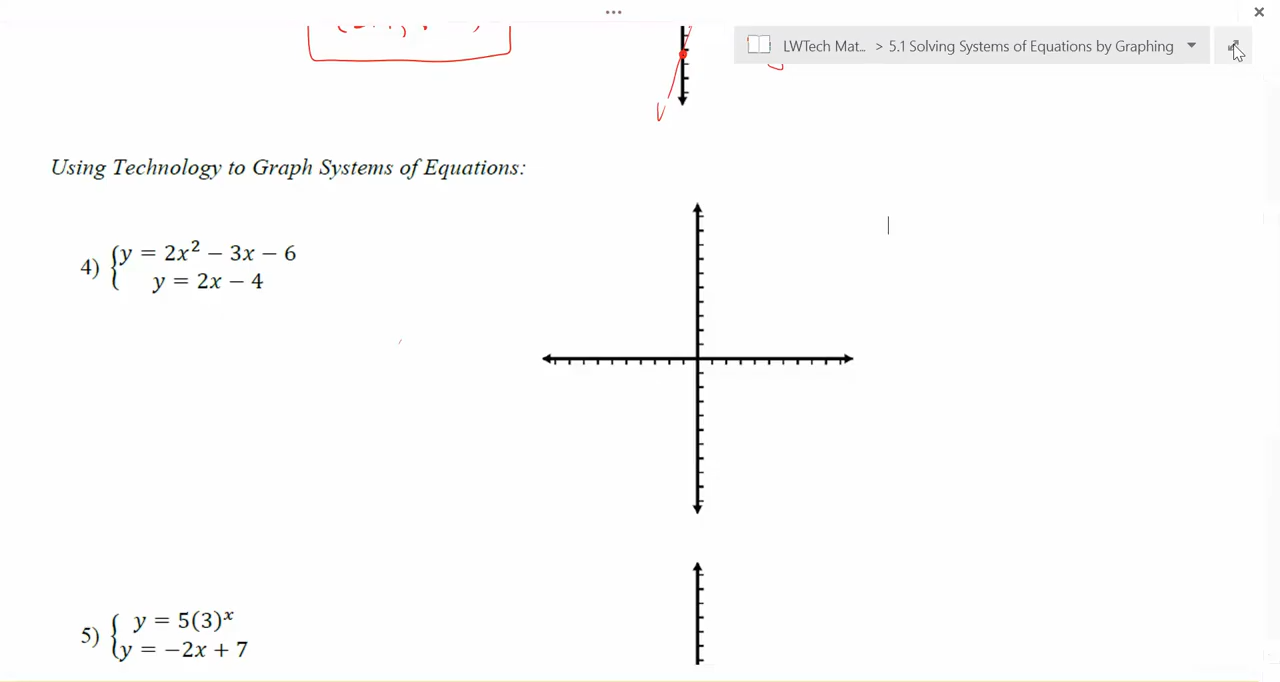 LWTech Mat... > 5.1 Solving Systems of Equations by Graphing
Using Technology to Graph Systems of Equations:
4) { y = 2x² − 3x − 6
y = 2x − 4
5) { y = 5(3)ˣ
y = −2x + 7